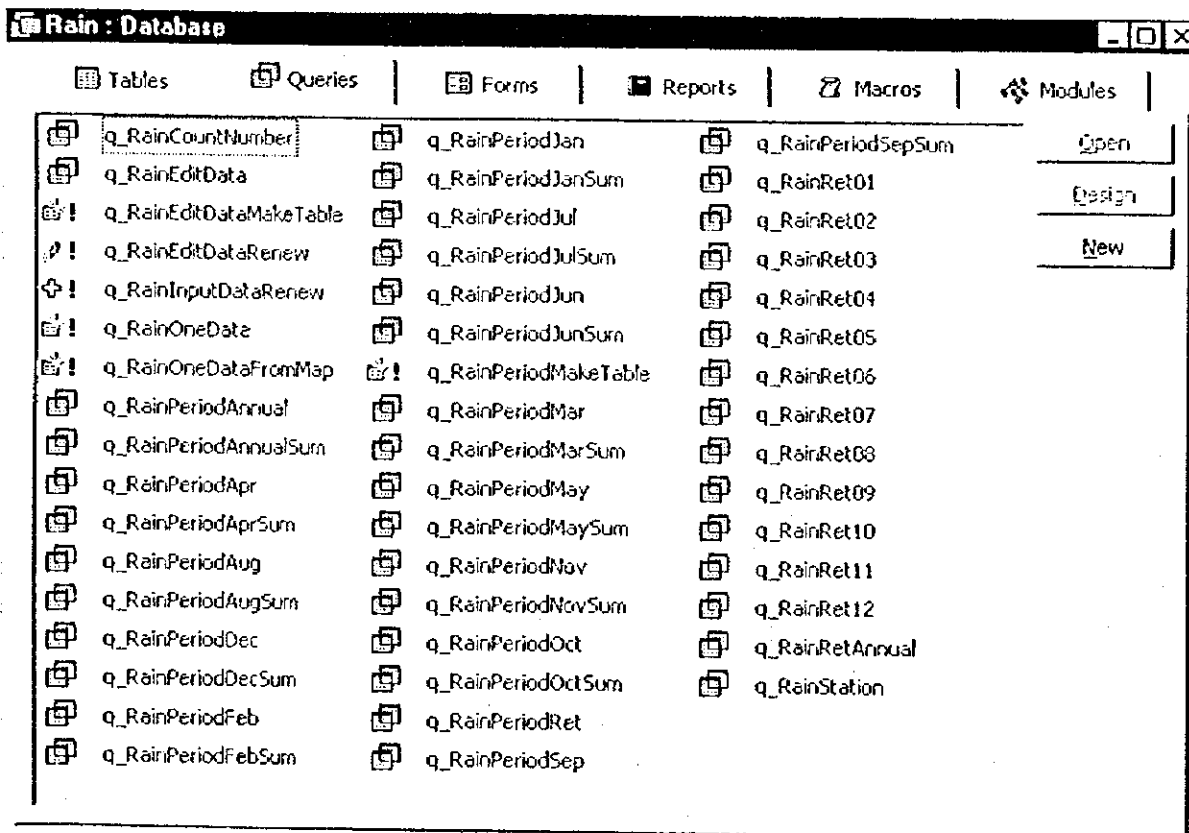 Rain : Database
Tables Queries Forms Reports Macros Modules
q_RainCountNumber
q_RainEditData
q_RainEditDataMakeTable
q_RainEditDataRenew
q_RainInputDataRenew
q_RainOneData
q_RainOneDataFromMap
q_RainPeriodAnnual
q_RainPeriodAnnualSum
q_RainPeriodApr
q_RainPeriodAprSum
q_RainPeriodAug
q_RainPeriodAugSum
q_RainPeriodDec
q_RainPeriodDecSum
q_RainPeriodFeb
q_RainPeriodFebSum
q_RainPeriodJan
q_RainPeriodJanSum
q_RainPeriodJul
q_RainPeriodJulSum
q_RainPeriodJun
q_RainPeriodJunSum
q_RainPeriodMakeTable
q_RainPeriodMar
q_RainPeriodMarSum
q_RainPeriodMay
q_RainPeriodMaySum
q_RainPeriodNov
q_RainPeriodNovSum
q_RainPeriodOct
q_RainPeriodOctSum
q_RainPeriodRet
q_RainPeriodSep
q_RainPeriodSepSum
q_RainRet01
q_RainRet02
q_RainRet03
q_RainRet04
q_RainRet05
q_RainRet06
q_RainRet07
q_RainRet08
q_RainRet09
q_RainRet10
q_RainRet11
q_RainRet12
q_RainRetAnnual
q_RainStation
Open
Design
New